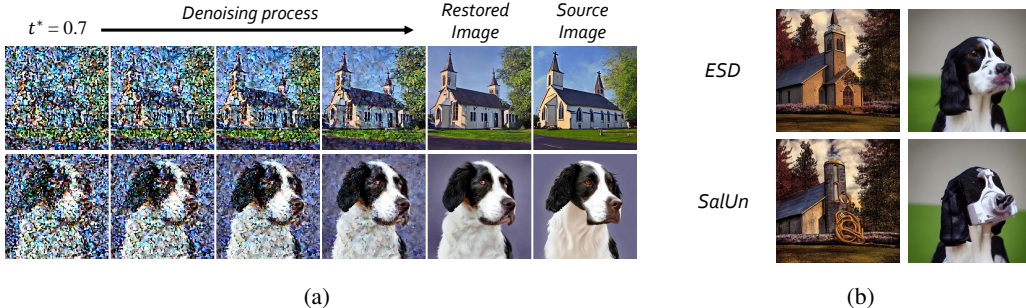 t* = 0.7
Denoising process
Restored Image
Source Image
ESD
SalUn
(a)
(b)